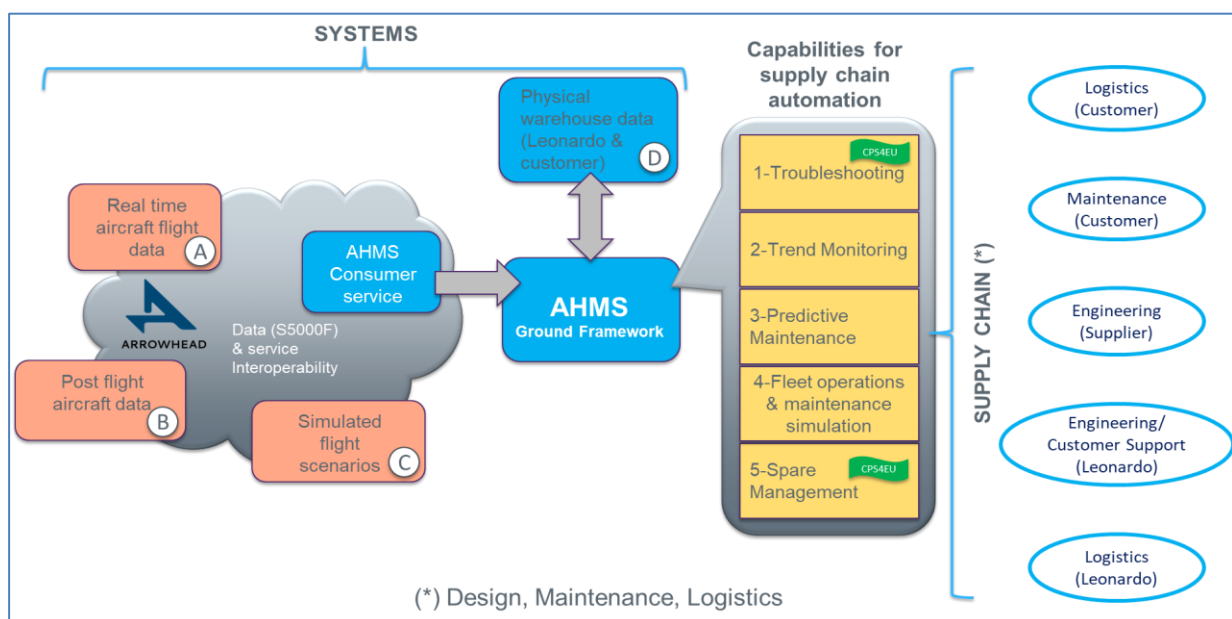 SYSTEMS
Capabilities for
supply chain
automation
Physical
warehouse data
(Leonardo &
customer)
D
Real time
aircraft flight
data
A
AHMS
Consumer
service
AHMS
Ground Framework
ARROWHEAD
Data (S5000F)
& service
Interoperability
Post flight
aircraft data
B
Simulated
flight
scenarios
C
CPS4EU
1-Troubleshooting
2-Trend Monitoring
3-Predictive
Maintenance
4-Fleet operations
& maintenance
simulation
5-Spare
Management
CPS4EU
SUPPLY CHAIN (*)
Logistics
(Customer)
Maintenance
(Customer)
Engineering
(Supplier)
Engineering/
Customer Support
(Leonardo)
Logistics
(Leonardo)
(*) Design, Maintenance, Logistics